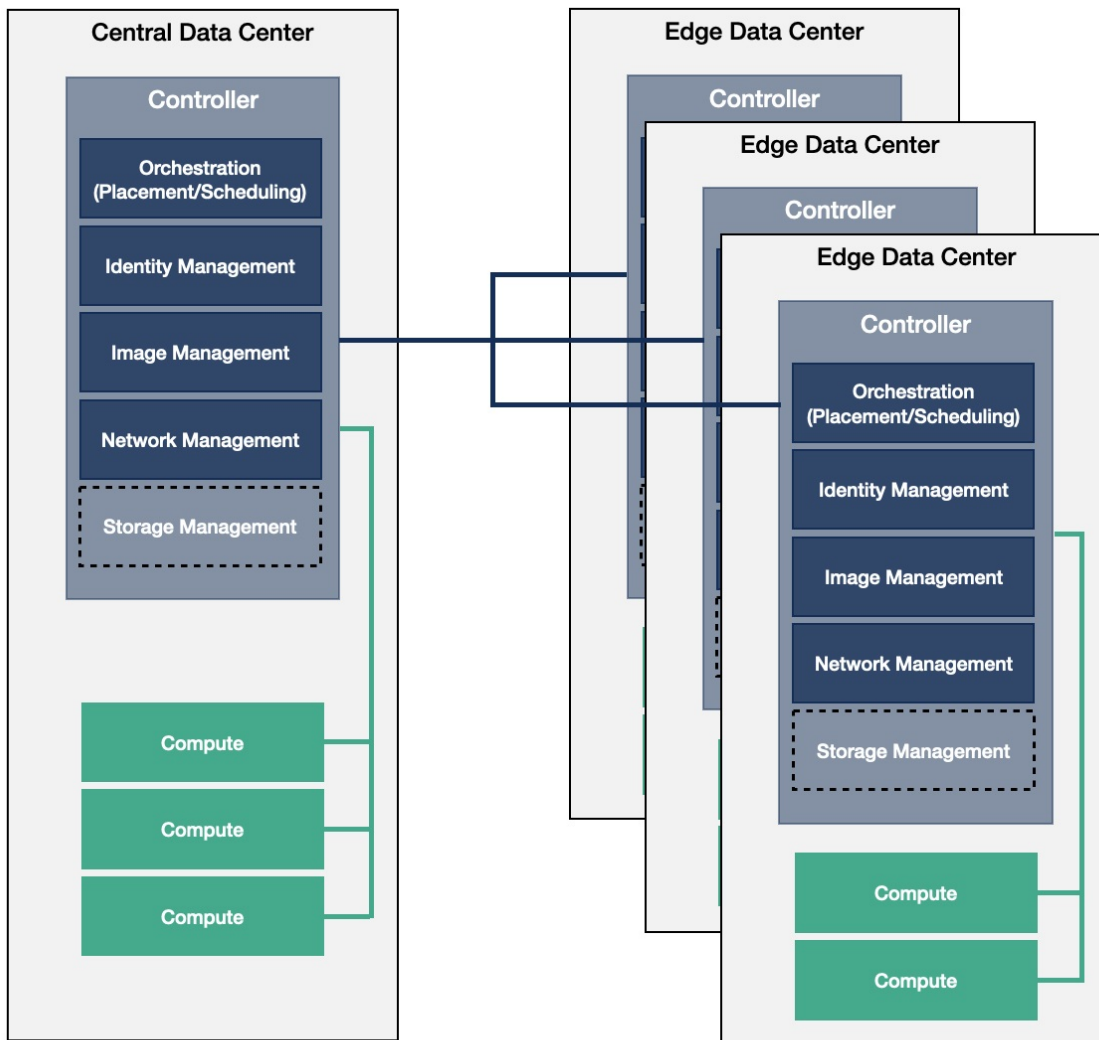 Central Data Center
Controller
Orchestration
(Placement/Scheduling)
Identity Management
Image Management
Network Management
Storage Management
Compute
Compute
Compute
Edge Data Center
Controller
Edge Data Center
Controller
Edge Data Center
Controller
Orchestration
(Placement/Scheduling)
Identity Management
Image Management
Network Management
Storage Management
Compute
Compute